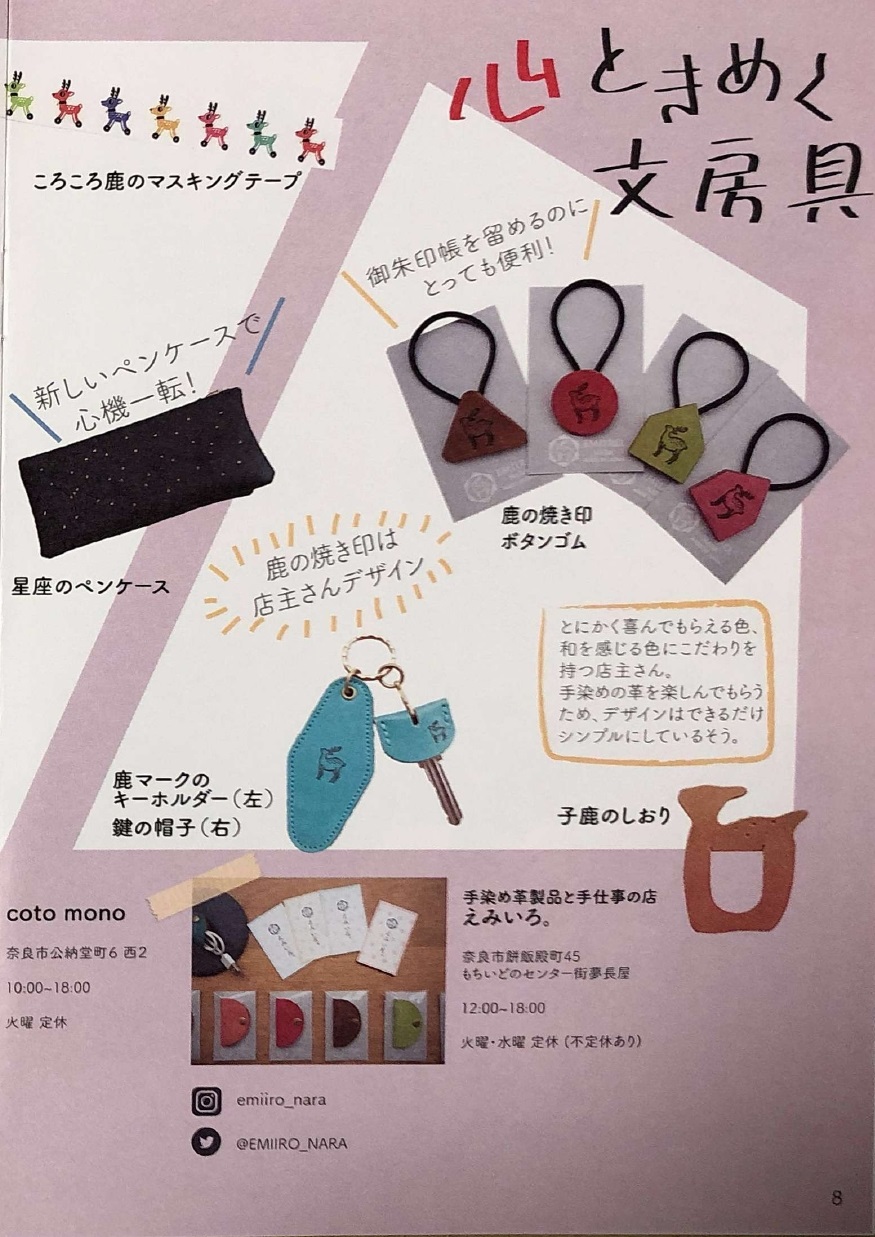 心ときめく
文房具
ころころ鹿のマスキングテープ
御朱印帳を留めるのに
とっても便利!
新しいペンケースで
心機一転!
星座のペンケース
鹿の焼き印
ボタンゴム
鹿の焼き印は
店主さんデザイン
とにかく喜んでもらえる色、
和を感じる色にこだわりを
持つ店主さん。
手染めの革を楽しんでもらう
ため、デザインはできるだけ
シンプルにしているそう。
鹿マークの
キーホルダー(左)
鍵の帽子(右)
子鹿のしおり
coto mono
奈良市公納堂町6 西2
10:00~18:00
火曜 定休
手染め革製品と手仕事の店
えみいろ。
奈良市餅飯殿町45
もちいどのセンター街夢長屋
12:00~18:00
火曜・水曜 定休(不定休あり)
emiiro_nara
@EMIIRO_NARA
8